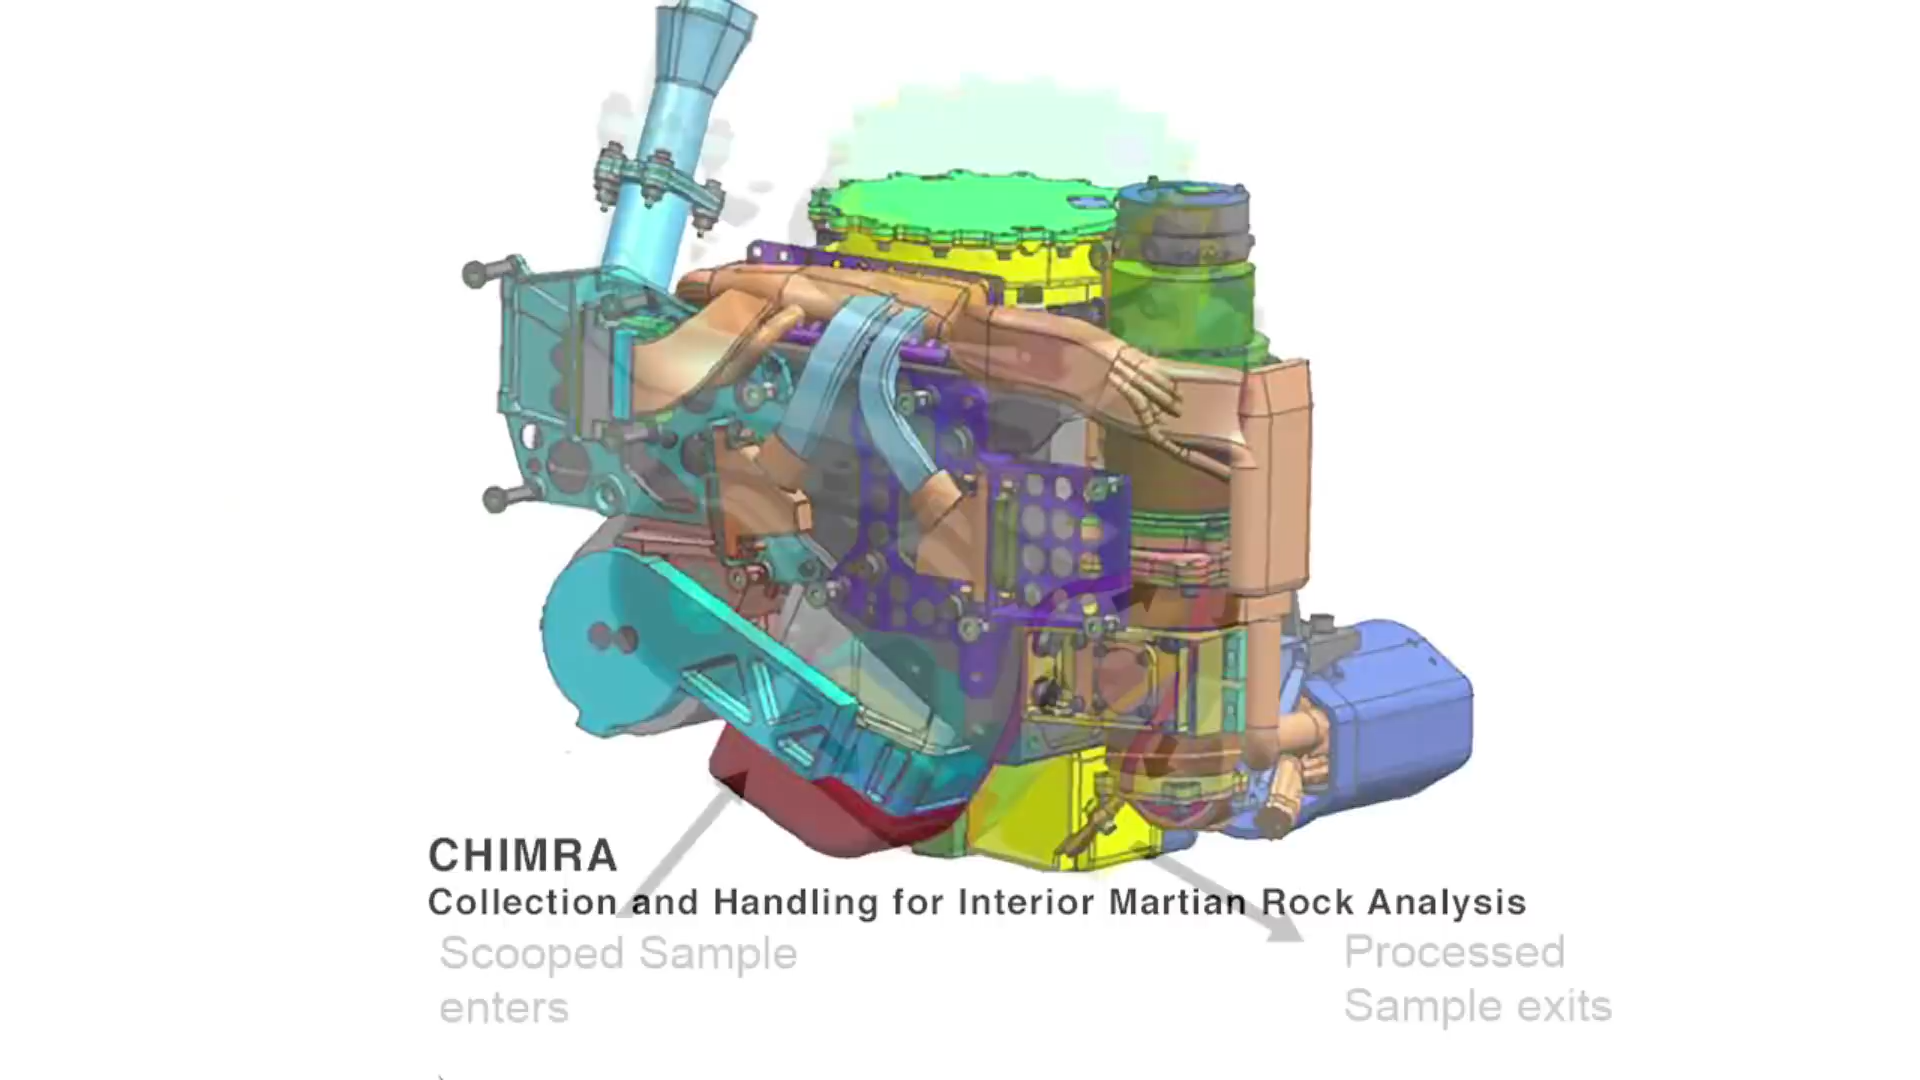 CHIMRA
Collection and Handling for Interior Martian Rock Analysis
Scooped Sample
enters
Processed
Sample exits